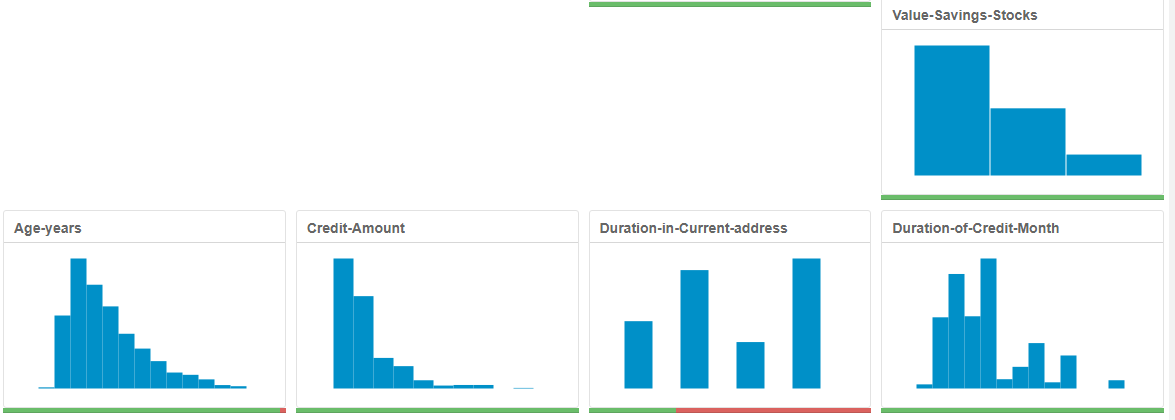 Value-Savings-Stocks
Age-years
Credit-Amount
Duration-in-Current-address
Duration-of-Credit-Month